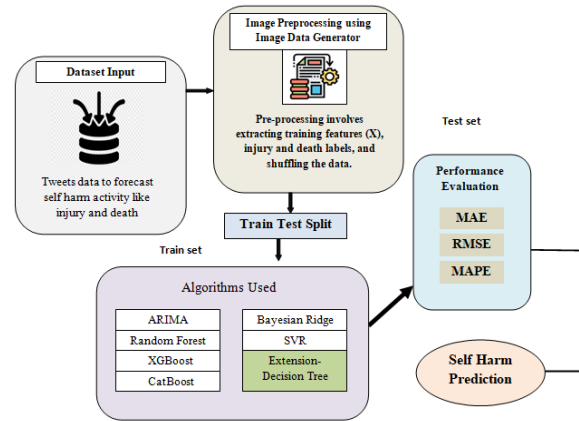 Dataset Input
Tweets data to forecast
self harm activity like
injury and death
Image Preprocessing using
Image Data Generator
Pre-processing involves
extracting training features (X),
injury and death labels, and
shuffling the data.
Train Test Split
Train set
Test set
Algorithms Used
ARIMA
Random Forest
XGBoost
CatBoost
Bayesian Ridge
SVR
Extension-
Decision Tree
Performance
Evaluation
MAE
RMSE
MAPE
Self Harm
Prediction